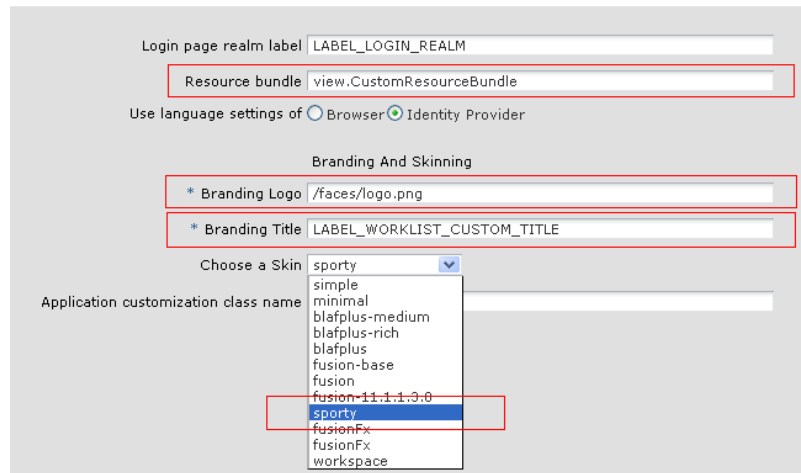 Login page realm label LABEL_LOGIN_REALM
Resource bundle view.CustomResourceBundle
Use language settings of Browser Identity Provider
Branding And Skinning
* Branding Logo /faces/logo.png
* Branding Title LABEL_WORKLIST_CUSTOM_TITLE
Choose a Skin sporty
simple
Application customization class name minimal
blafplus-medium
blafplus-rich
blafplus
fusion-base
fusion
fusion-11.1.1.3.0
sporty
fusionFx
fusionFx
workspace